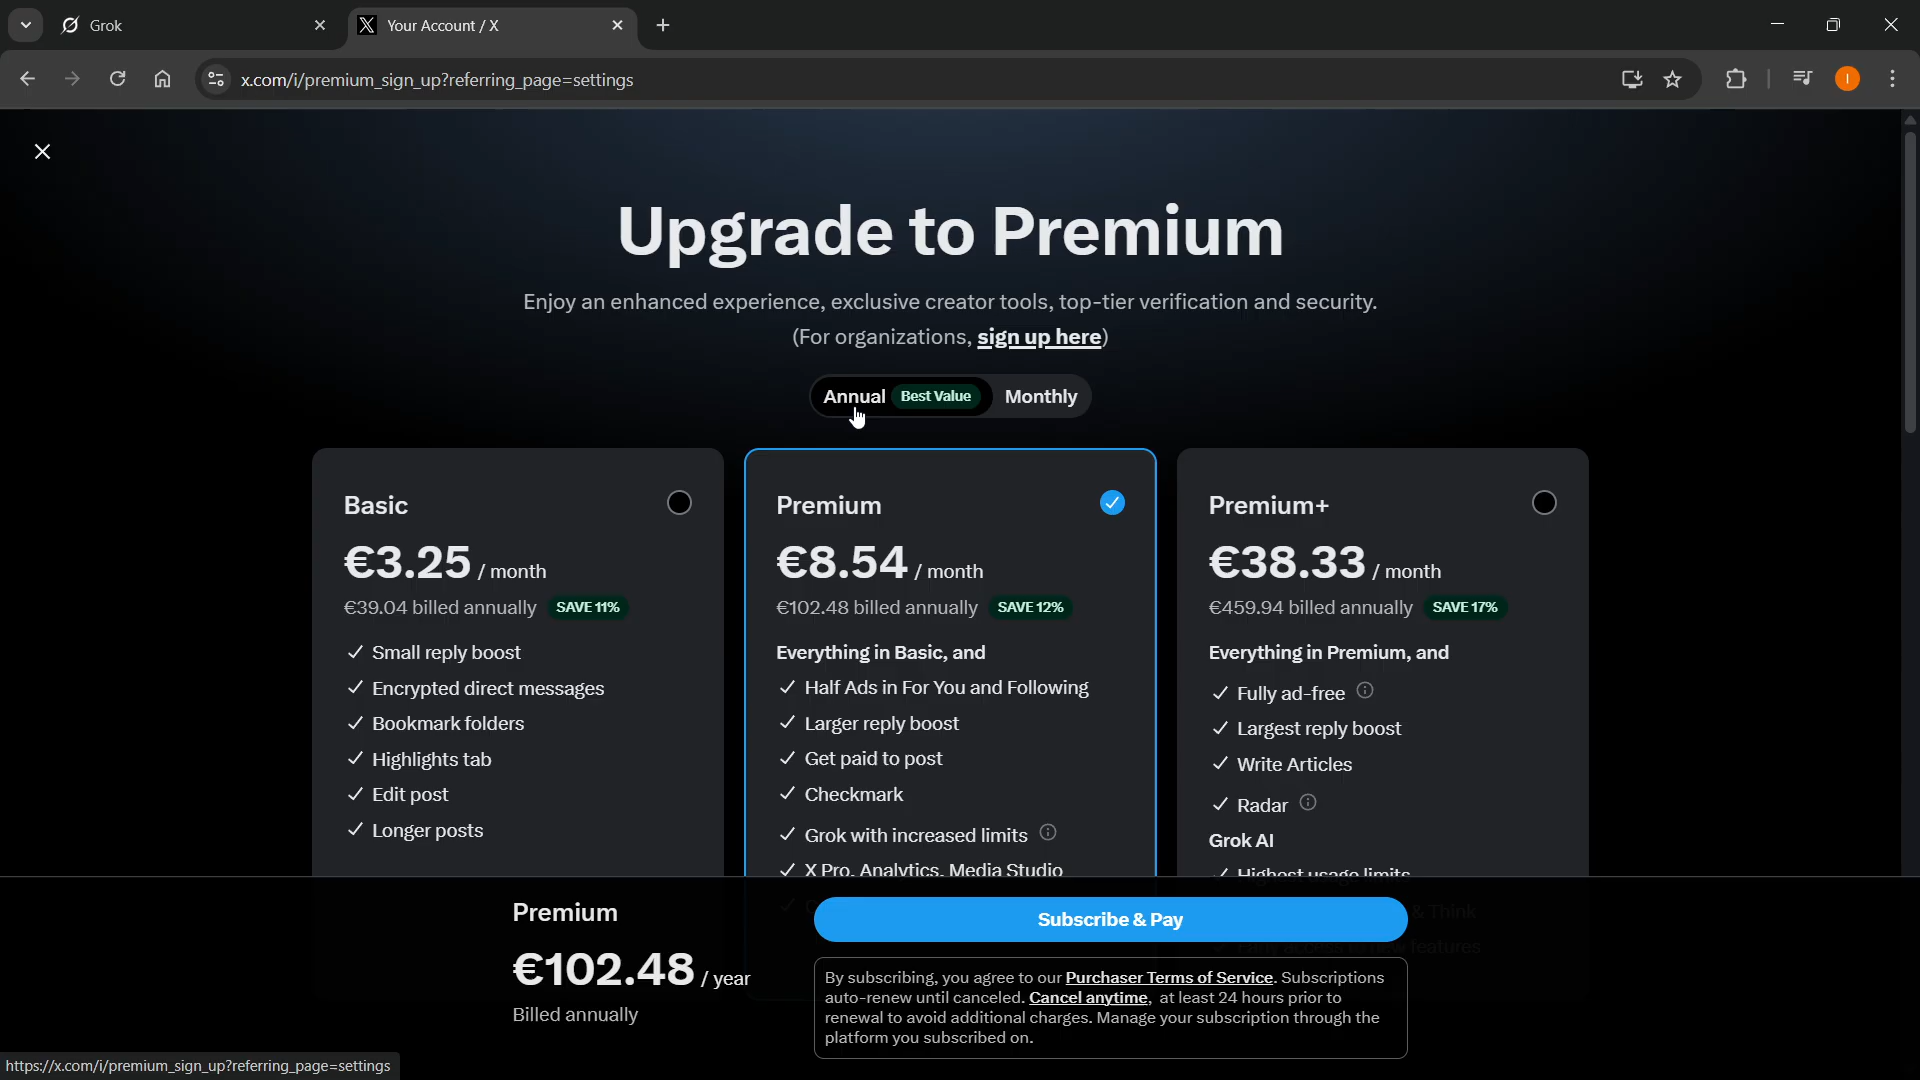 Grok
Your Account / X
x.com/i/premium_sign_up?referring_page=settings
I
Upgrade to Premium
Enjoy an enhanced experience, exclusive creator tools, top-tier verification and security.
(For organizations, sign up here)
Annual Best Value Monthly
Basic
€3.25 / month
€39.04 billed annually SAVE 11%
Small reply boost
Encrypted direct messages
Bookmark folders
Highlights tab
Edit post
Longer posts
Premium
€8.54 / month
€102.48 billed annually SAVE 12%
Everything in Basic, and
Half Ads in For You and Following
Larger reply boost
Get paid to post
Checkmark
Grok with increased limits
X Pro, Analytics, Media Studio
Premium+
€38.33 / month
€459.94 billed annually SAVE 17%
Everything in Premium, and
Fully ad-free
Largest reply boost
Write Articles
Radar
Grok AI
Highest usage limits
& Think
features
Premium
€102.48 / year
Billed annually
Subscribe & Pay
By subscribing, you agree to our Purchaser Terms of Service. Subscriptions
auto-renew until canceled. Cancel anytime, at least 24 hours prior to
renewal to avoid additional charges. Manage your subscription through the
platform you subscribed on.
https://x.com/i/premium_sign_up?referring_page=settings